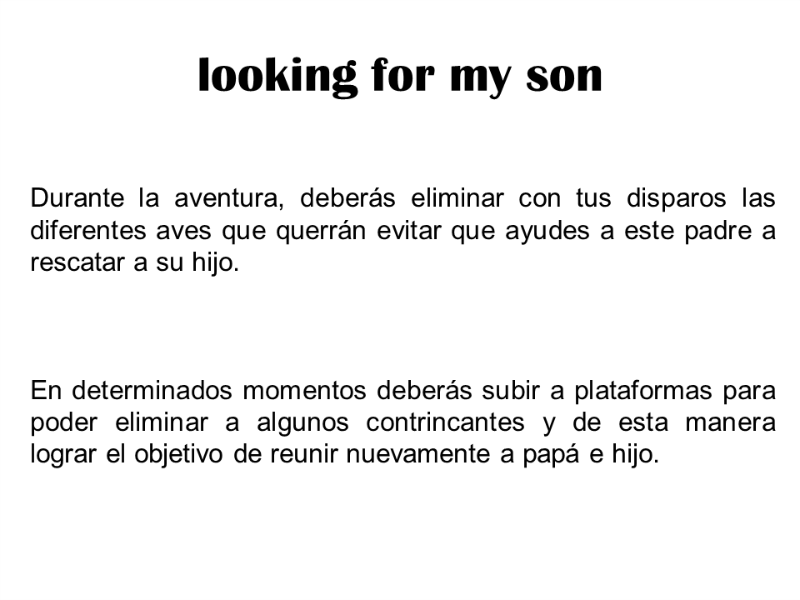 looking for my son
Durante la aventura, deberás eliminar con tus disparos las
diferentes aves que querrán evitar que ayudes a este padre a
rescatar a su hijo.
En determinados momentos deberás subir a plataformas para
poder eliminar a algunos contrincantes y de esta manera
lograr el objetivo de reunir nuevamente a papá e hijo.